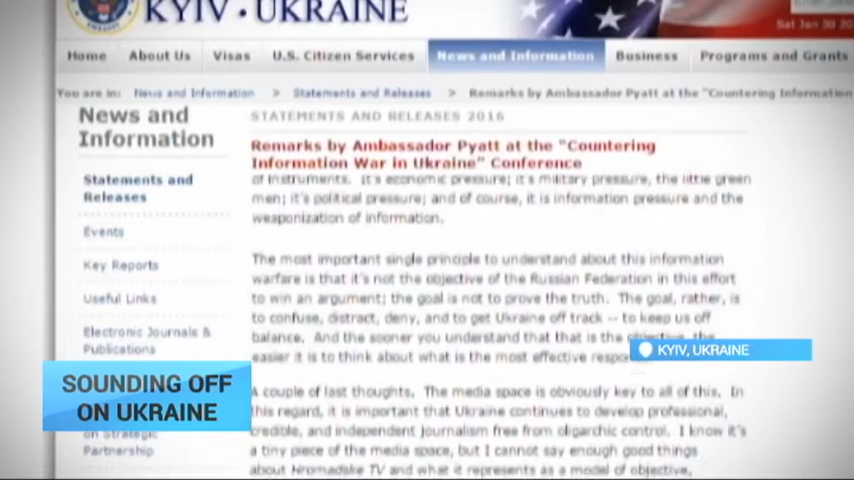 KYIV • UKRAINE
Sat Jan 30 20
Home About Us Visas U.S. Citizen Services News and Information Business Programs and Grants
You are in: News and Information > Statements and Releases > Remarks by Ambassador Pyatt at the "Countering Information
News and
Information
Statements and
Releases
Events
Key Reports
Useful Links
Electronic Journals &
Publications
on Strategic
Partnership
STATEMENTS AND RELEASES 2016
Remarks by Ambassador Pyatt at the "Countering
Information War in Ukraine" Conference
of instruments. It's economic pressure; it's military pressure, the little green
men; it's political pressure; and of course, it is information pressure and the
weaponization of information.
The most important single principle to understand about this information
warfare is that it's not the objective of the Russian Federation in this effort
to win an argument; the goal is not to prove the truth. The goal, rather, is
to confuse, distract, deny, and to get Ukraine off track -- to keep us off
balance. And the sooner you understand that that is the objective, the
easier it is to think about what is the most effective respon
A couple of last thoughts. The media space is obviously key to all of this. In
this regard, it is important that Ukraine continues to develop professional,
credible, and independent journalism free from oligarchic control. I know it's
a tiny piece of the media space, but I cannot say enough good things
about Hromadske TV and what it represents as a model of objective,
KYIV, UKRAINE
SOUNDING OFF
ON UKRAINE